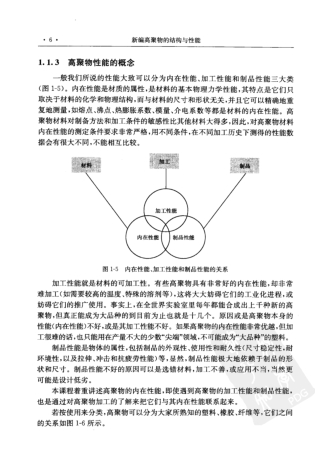 · 6 ·
新编高聚物的结构与性能
1.1.3 高聚物性能的概念
一般我们所说的性能大致可以分为内在性能、加工性能和制品性能三大类
(图 1-5)。内在性能是材质的属性,是材料的基本物理力学性能,其特点是它们只
取决于材料的化学和物理结构,而与材料的尺寸和形状无关,并且它可以精确地重
复地测量,如熔点、沸点、热膨胀系数、模量、介电系数等都是材料的内在性能。高
聚物材料对制备方法和加工条件的敏感性比其他材料大得多,因此,对高聚物材料
内在性能的测定条件要求非常严格,用不同条件,在不同加工历史下测得的性能数
据会有很大不同,不能相互比较。
材料
加工
制品
加工性能
内在性能
制品性能
图 1-5 内在性能、加工性能和制品性能的关系
加工性能就是材料的可加工性。有些高聚物具有非常好的内在性能,却非常
难加工(如需要较高的温度、特殊的溶剂等),这将大大妨碍它们的工业化进程,或
妨碍它们的推广使用。事实上,在全世界实验室里每年都能合成出上千种新的高
聚物,但真正能成为大品种的到目前为止也就是十几个。原因或是高聚物本身的
性能(内在性能)不好,或是其加工性能不好。如果高聚物的内在性能非常优越,但加
工很难的话,也只能用在产量不大的少数“尖端”领域,不可能成为“大品种”的塑料。
制品性能是物体的属性,包括制品的外观性、使用性和耐久性(尺寸稳定性、耐
环境性,以及拉伸、冲击和抗疲劳性能)等,显然,制品性能极大地依赖于制品的形
状和尺寸。制品性能不好的原因可以是选错材料,加工不善,或应用不当,当然更
可能是设计低劣。
本课程着重讲述高聚物的内在性能,即使遇到高聚物的加工性能和制品性能,
也是通过对高聚物加工的了解来把它们与其内在性能联系起来。
若按使用来分类,高聚物可以分为大家所熟知的塑料、橡胶、纤维等,它们之间
的关系如图 1-6 所示。